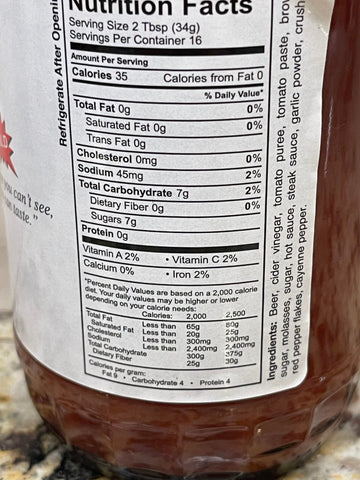 Nutrition Facts
Serving Size 2 Tbsp (34g)
Servings Per Container 16
Amount Per Serving
Calories 35 Calories from Fat 0
% Daily Value*
Total Fat 0g 0%
Saturated Fat 0g 0%
Trans Fat 0g
Cholesterol 0mg 0%
Sodium 45mg 2%
Total Carbohydrate 7g 2%
Dietary Fiber 0g 0%
Sugars 7g
Protein 0g
Vitamin A 2% • Vitamin C 2%
Calcium 0% • Iron 2%
*Percent Daily Values are based on a 2,000 calorie
diet. Your daily values may be higher or lower
depending on your calorie needs:
Calories: 2,000 2,500
Total Fat Less than 65g 80g
Saturated Fat Less than 20g 25g
Cholesterol Less than 300mg 300mg
Sodium Less than 2,400mg 2,400mg
Total Carbohydrate 300g 375g
Dietary Fiber 25g 30g
Calories per gram:
Fat 9 • Carbohydrate 4 • Protein 4
Refrigerate After Openi
you can't see,
taste."
Ingredients: Beer, cider vinegar, tomato puree, tomato paste, brow
sugar, molasses, sugar, hot sauce, steak sauce, garlic powder, crush
red pepper flakes, cayenne pepper.